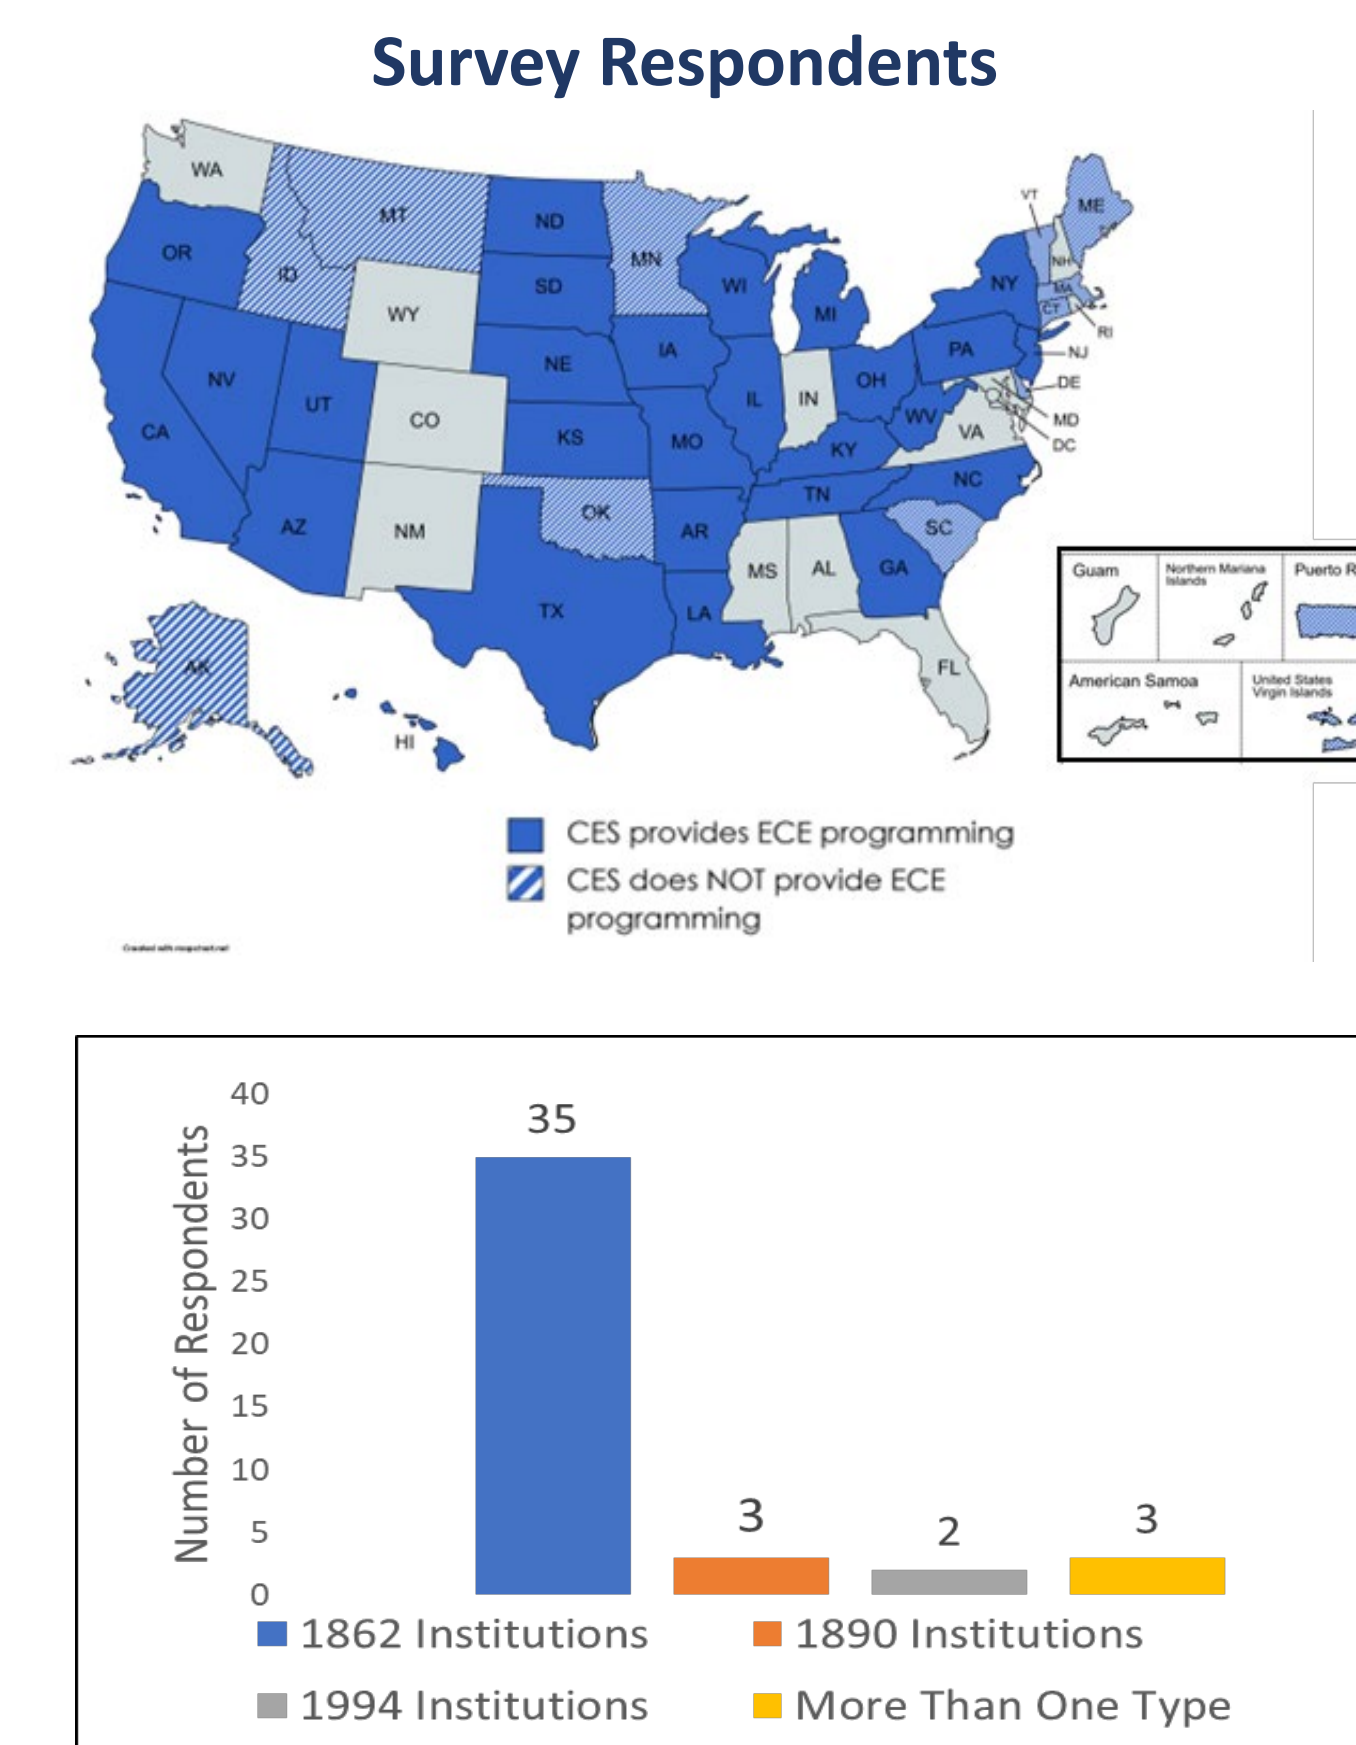 Survey Respondents
WA
OR
CA
NV
ID
MT
WY
UT
CO
AZ
NM
ND
SD
NE
KS
OK
TX
MN
IA
MO
AR
LA
WI
IL
MI
IN
OH
KY
TN
MS
AL
GA
FL
SC
NC
VA
WV
PA
NY
VT
NH
ME
MA
CT
RI
NJ
DE
MD
DC
AK
HI
Guam
Northern Mariana
Islands
Puerto R
American Samoa
United States
Virgin Islands
CES provides ECE programming
CES does NOT provide ECE
programming
Created with mapchart.net
40
35
30
25
20
15
10
5
0
Number of Respondents
35
3
2
3
1862 Institutions
1890 Institutions
1994 Institutions
More Than One Type